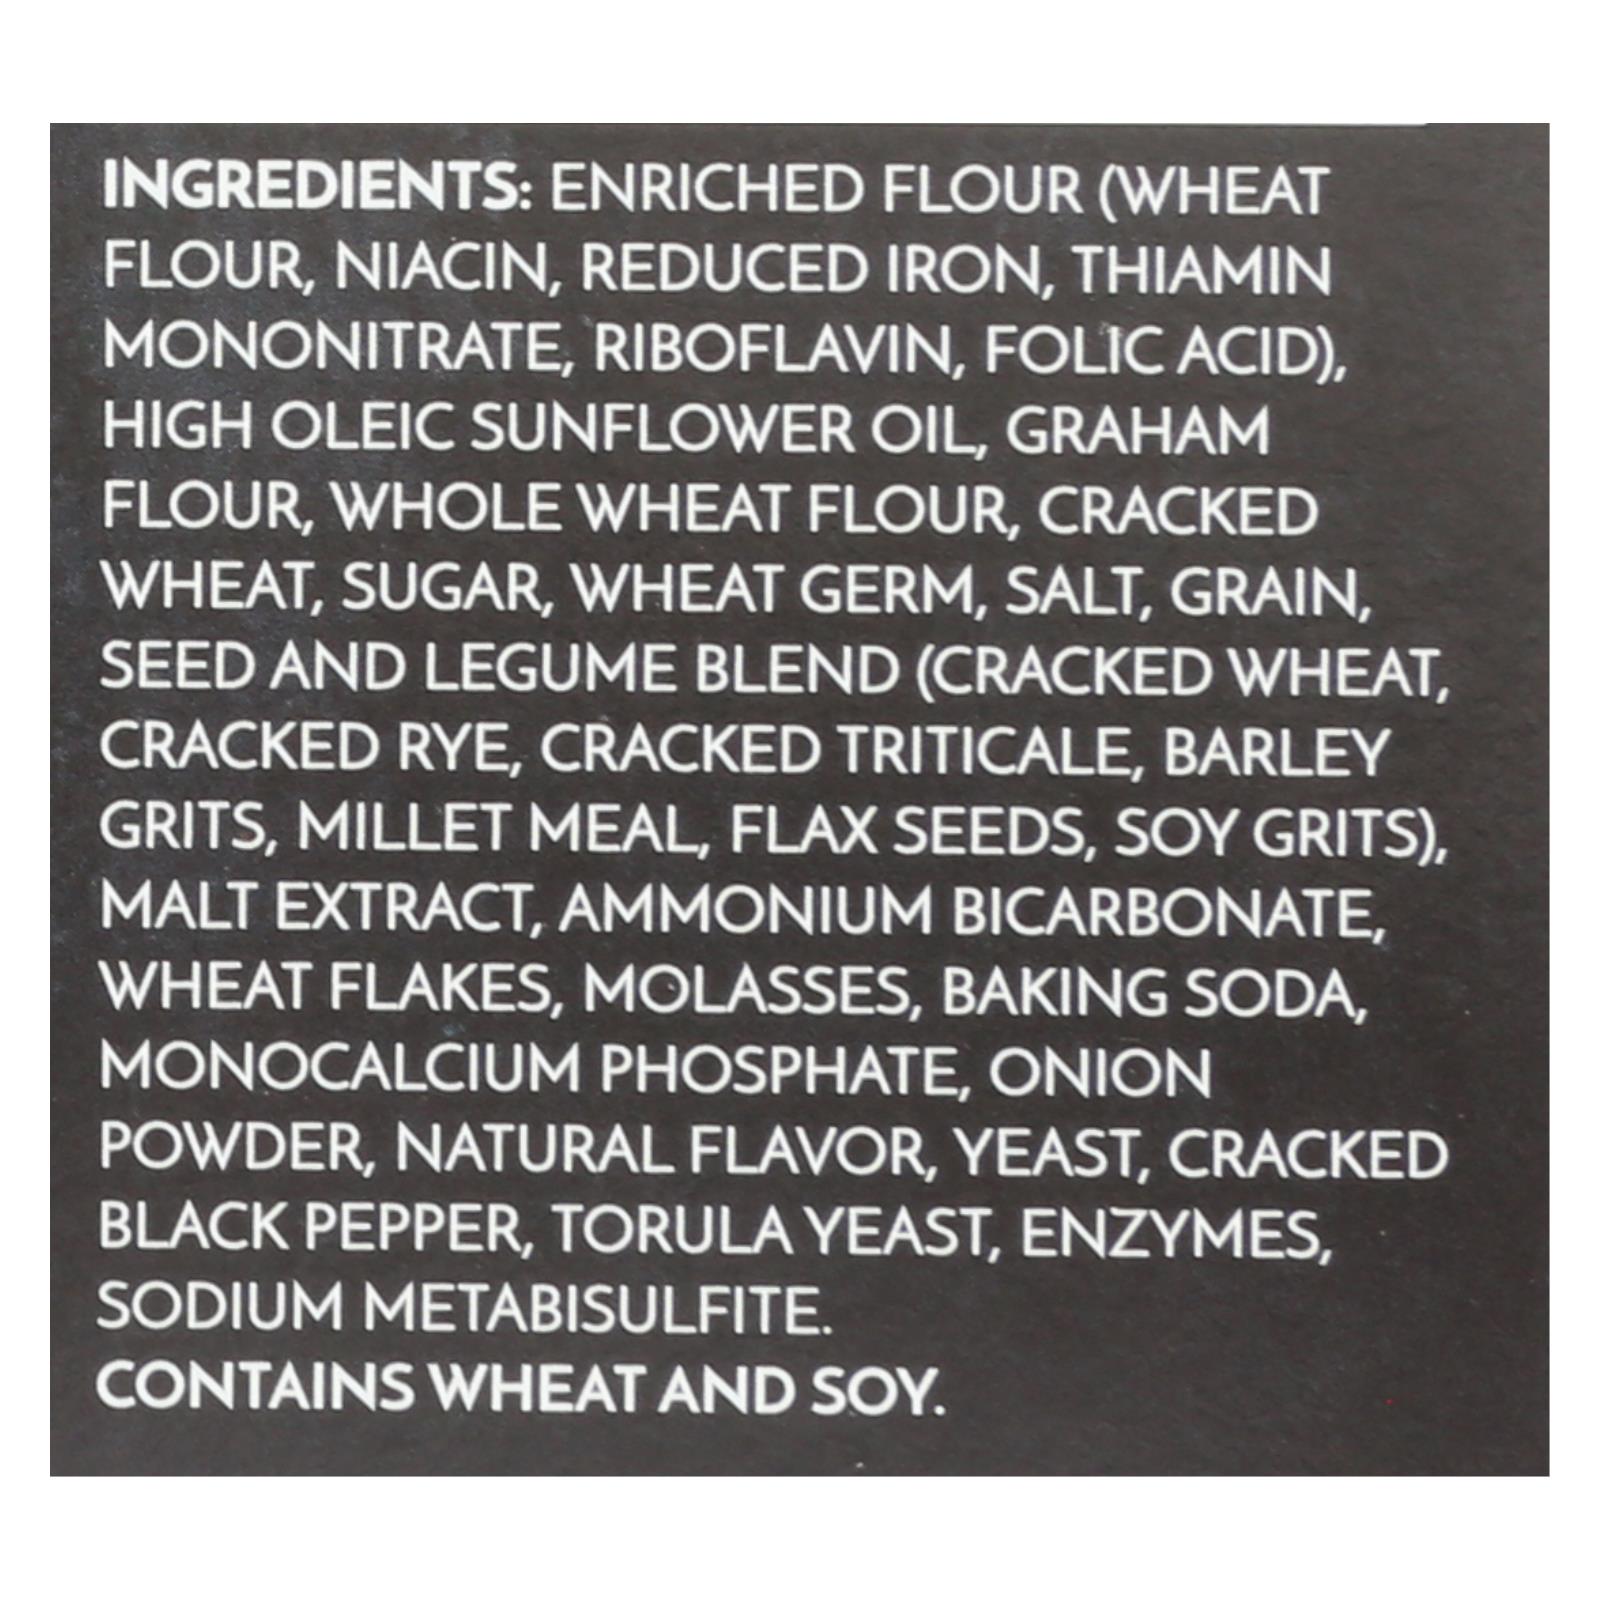 INGREDIENTS: ENRICHED FLOUR (WHEAT
FLOUR, NIACIN, REDUCED IRON, THIAMIN
MONONITRATE, RIBOFLAVIN, FOLIC ACID),
HIGH OLEIC SUNFLOWER OIL, GRAHAM
FLOUR, WHOLE WHEAT FLOUR, CRACKED
WHEAT, SUGAR, WHEAT GERM, SALT, GRAIN,
SEED AND LEGUME BLEND (CRACKED WHEAT,
CRACKED RYE, CRACKED TRITICALE, BARLEY
GRITS, MILLET MEAL, FLAX SEEDS, SOY GRITS),
MALT EXTRACT, AMMONIUM BICARBONATE,
WHEAT FLAKES, MOLASSES, BAKING SODA,
MONOCALCIUM PHOSPHATE, ONION
POWDER, NATURAL FLAVOR, YEAST, CRACKED
BLACK PEPPER, TORULA YEAST, ENZYMES,
SODIUM METABISULFITE.
CONTAINS WHEAT AND SOY.